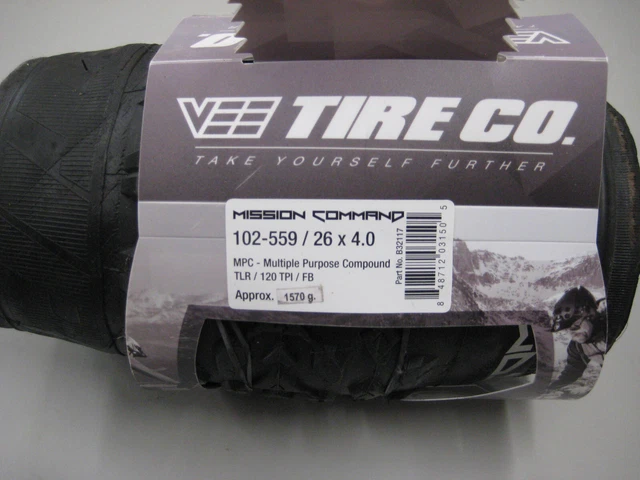 VEE TIRE CO.
TAKE YOURSELF FURTHER
MISSION COMMAND
102-559 / 26 x 4.0
MPC - Multiple Purpose Compound
TLR / 120 TPI / FB
Approx. 1570 g.
Part No. B32117
8 48712 03150 5